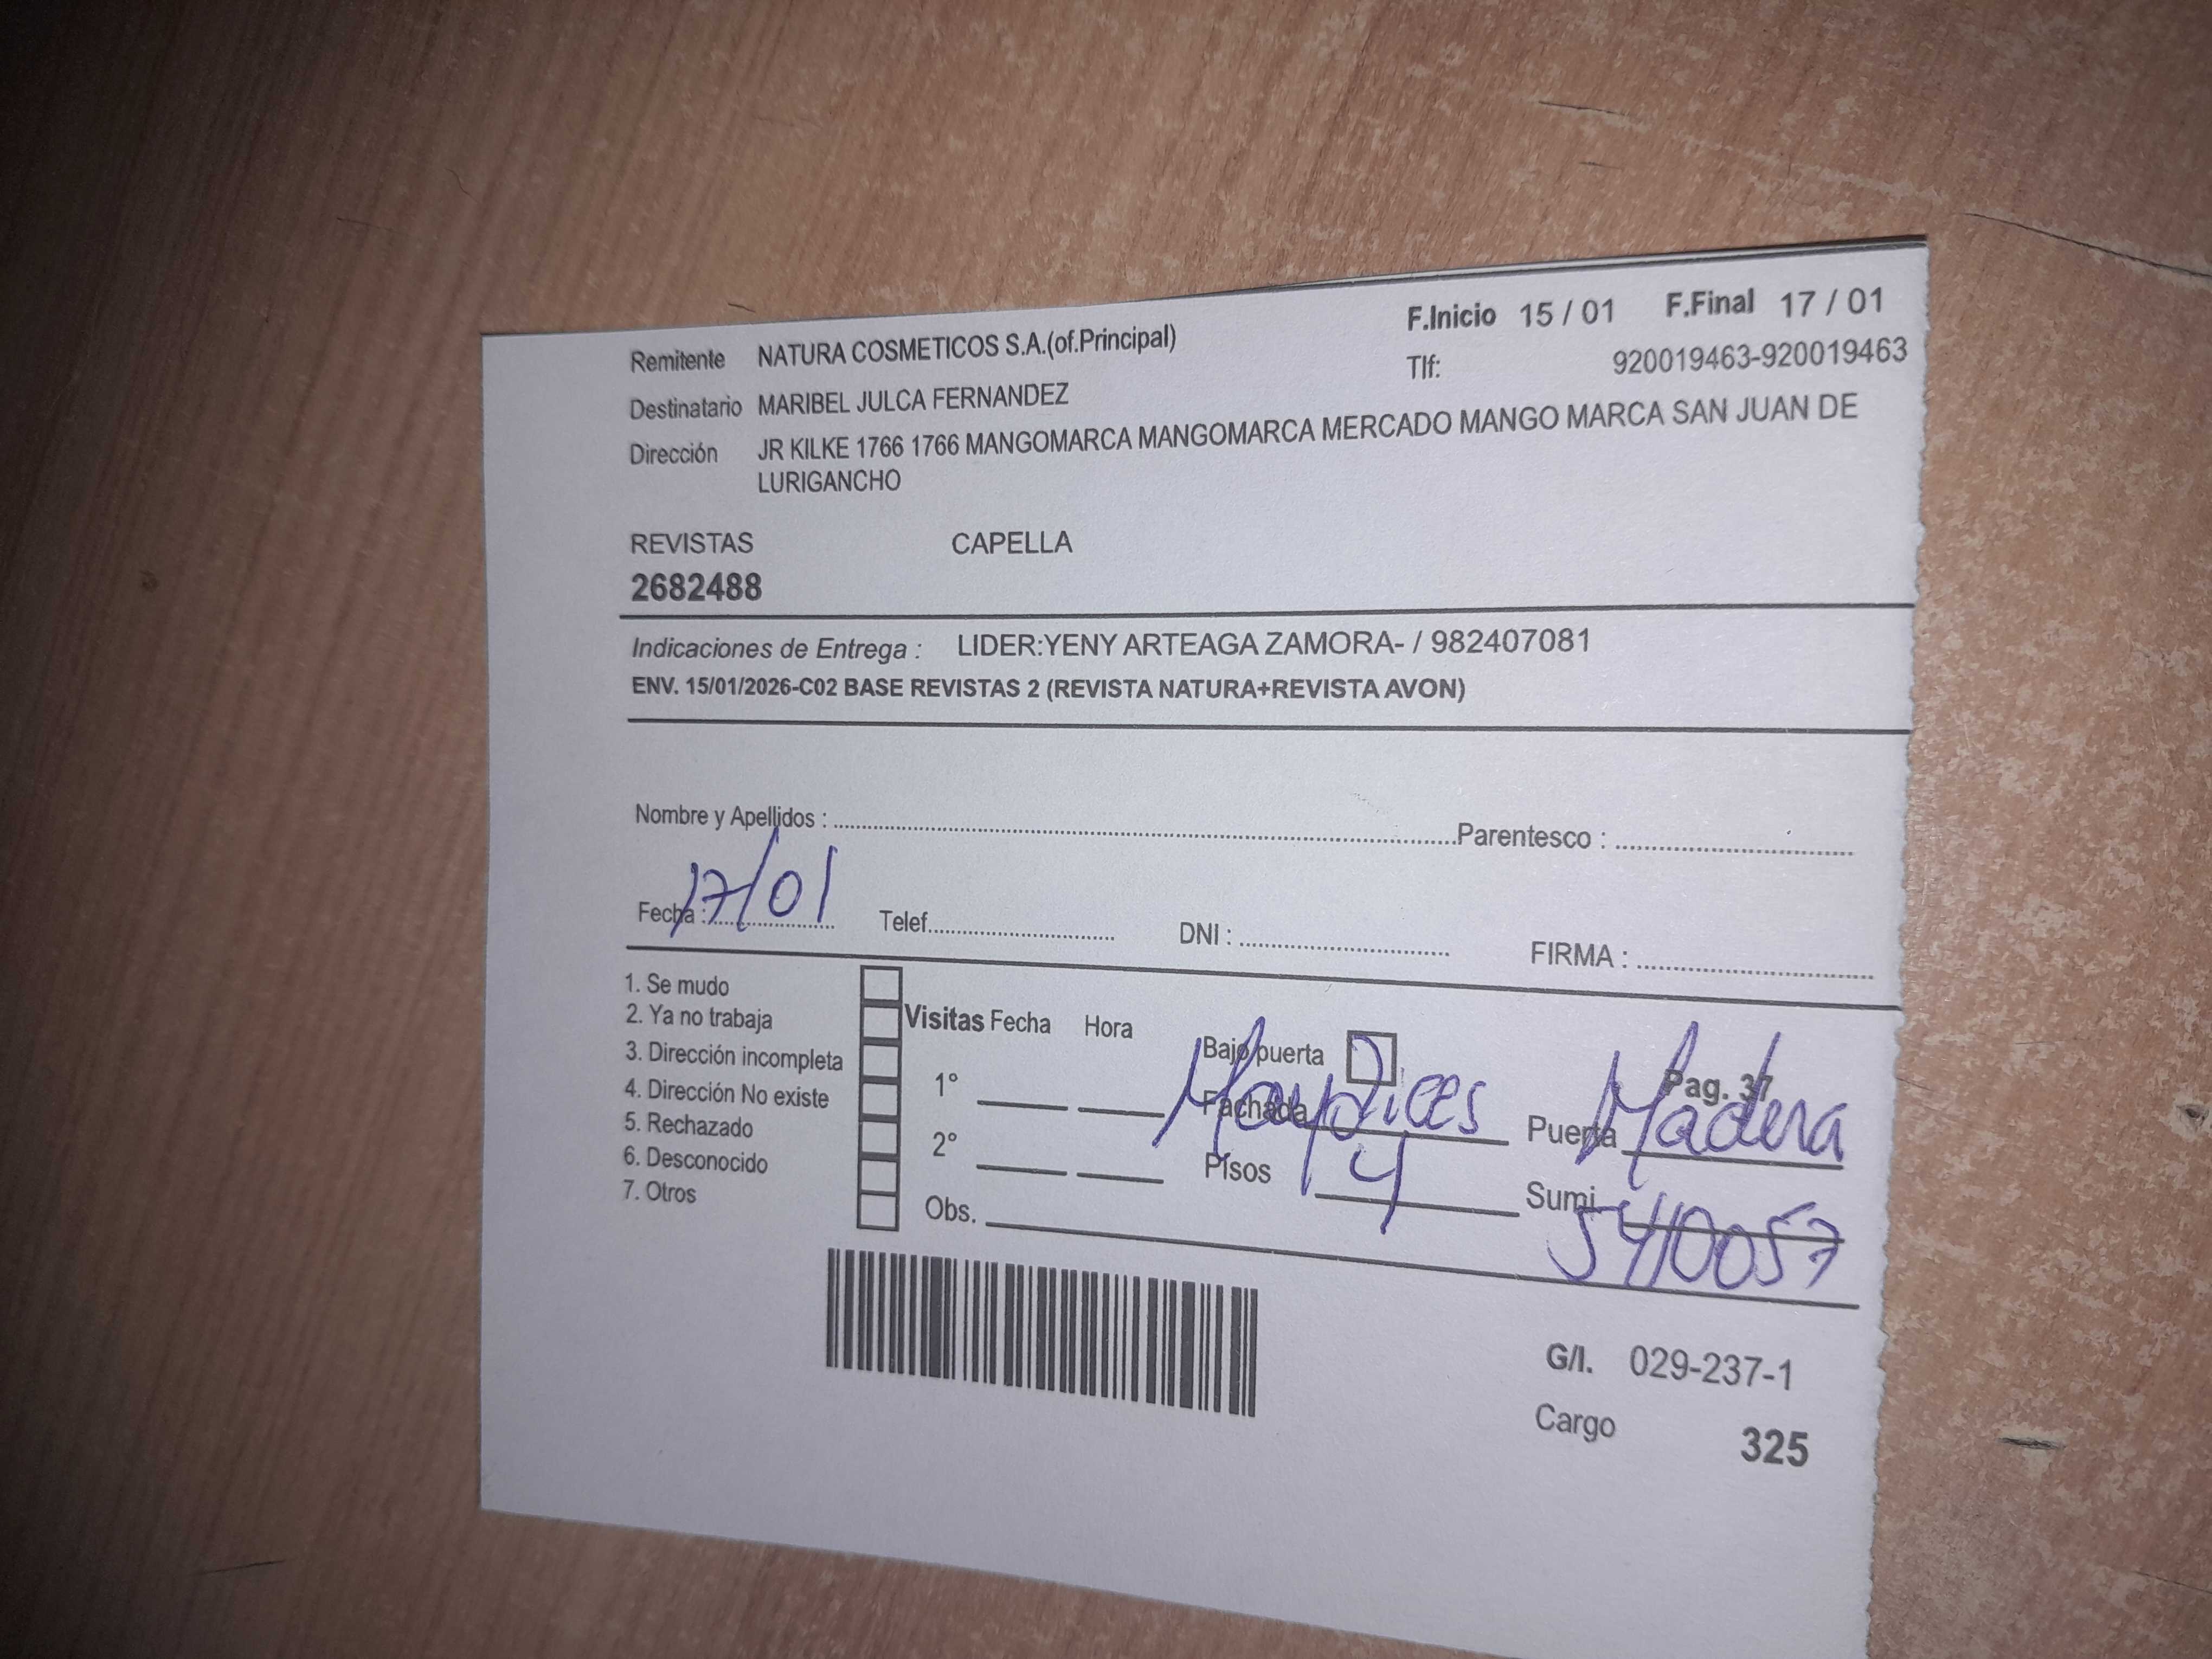 F.Inicio 15 / 01 F.Final 17 / 01
Remitente NATURA COSMETICOS S.A.(of.Principal)
Tlf: 920019463-920019463
Destinatario MARIBEL JULCA FERNANDEZ
Dirección JR KILKE 1766 1766 MANGOMARCA MANGOMARCA MERCADO MANGO MARCA SAN JUAN DE
LURIGANCHO
REVISTAS CAPELLA
2682488
Indicaciones de Entrega : LIDER:YENY ARTEAGA ZAMORA- / 982407081
ENV. 15/01/2026-C02 BASE REVISTAS 2 (REVISTA NATURA+REVISTA AVON)
Nombre y Apellidos : Parentesco :
Fecha : 17/01 Telef. DNI : FIRMA :
1. Se mudo
2. Ya no trabaja
3. Dirección incompleta
4. Dirección No existe
5. Rechazado
6. Desconocido
7. Otros
Visitas Fecha Hora
1°
2°
Obs.
Bajo puerta
Pag. 37
Fachada
Puerta Madera
Pisos 4
Sumi. 5410057
G/I. 029-237-1
Cargo 325